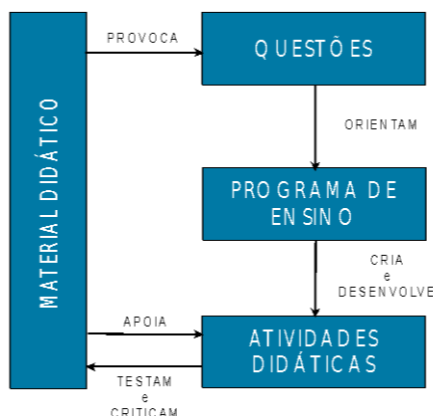 PROVOCA
QUESTÕES
ORIENTAM
MATERIAL DIDÁTICO
PROGRAMA DE
ENSINO
CRIA
e
DESENVOLVE
APOIA
ATIVIDADES
DIDÁTICAS
TESTAM
e
CRITICAM